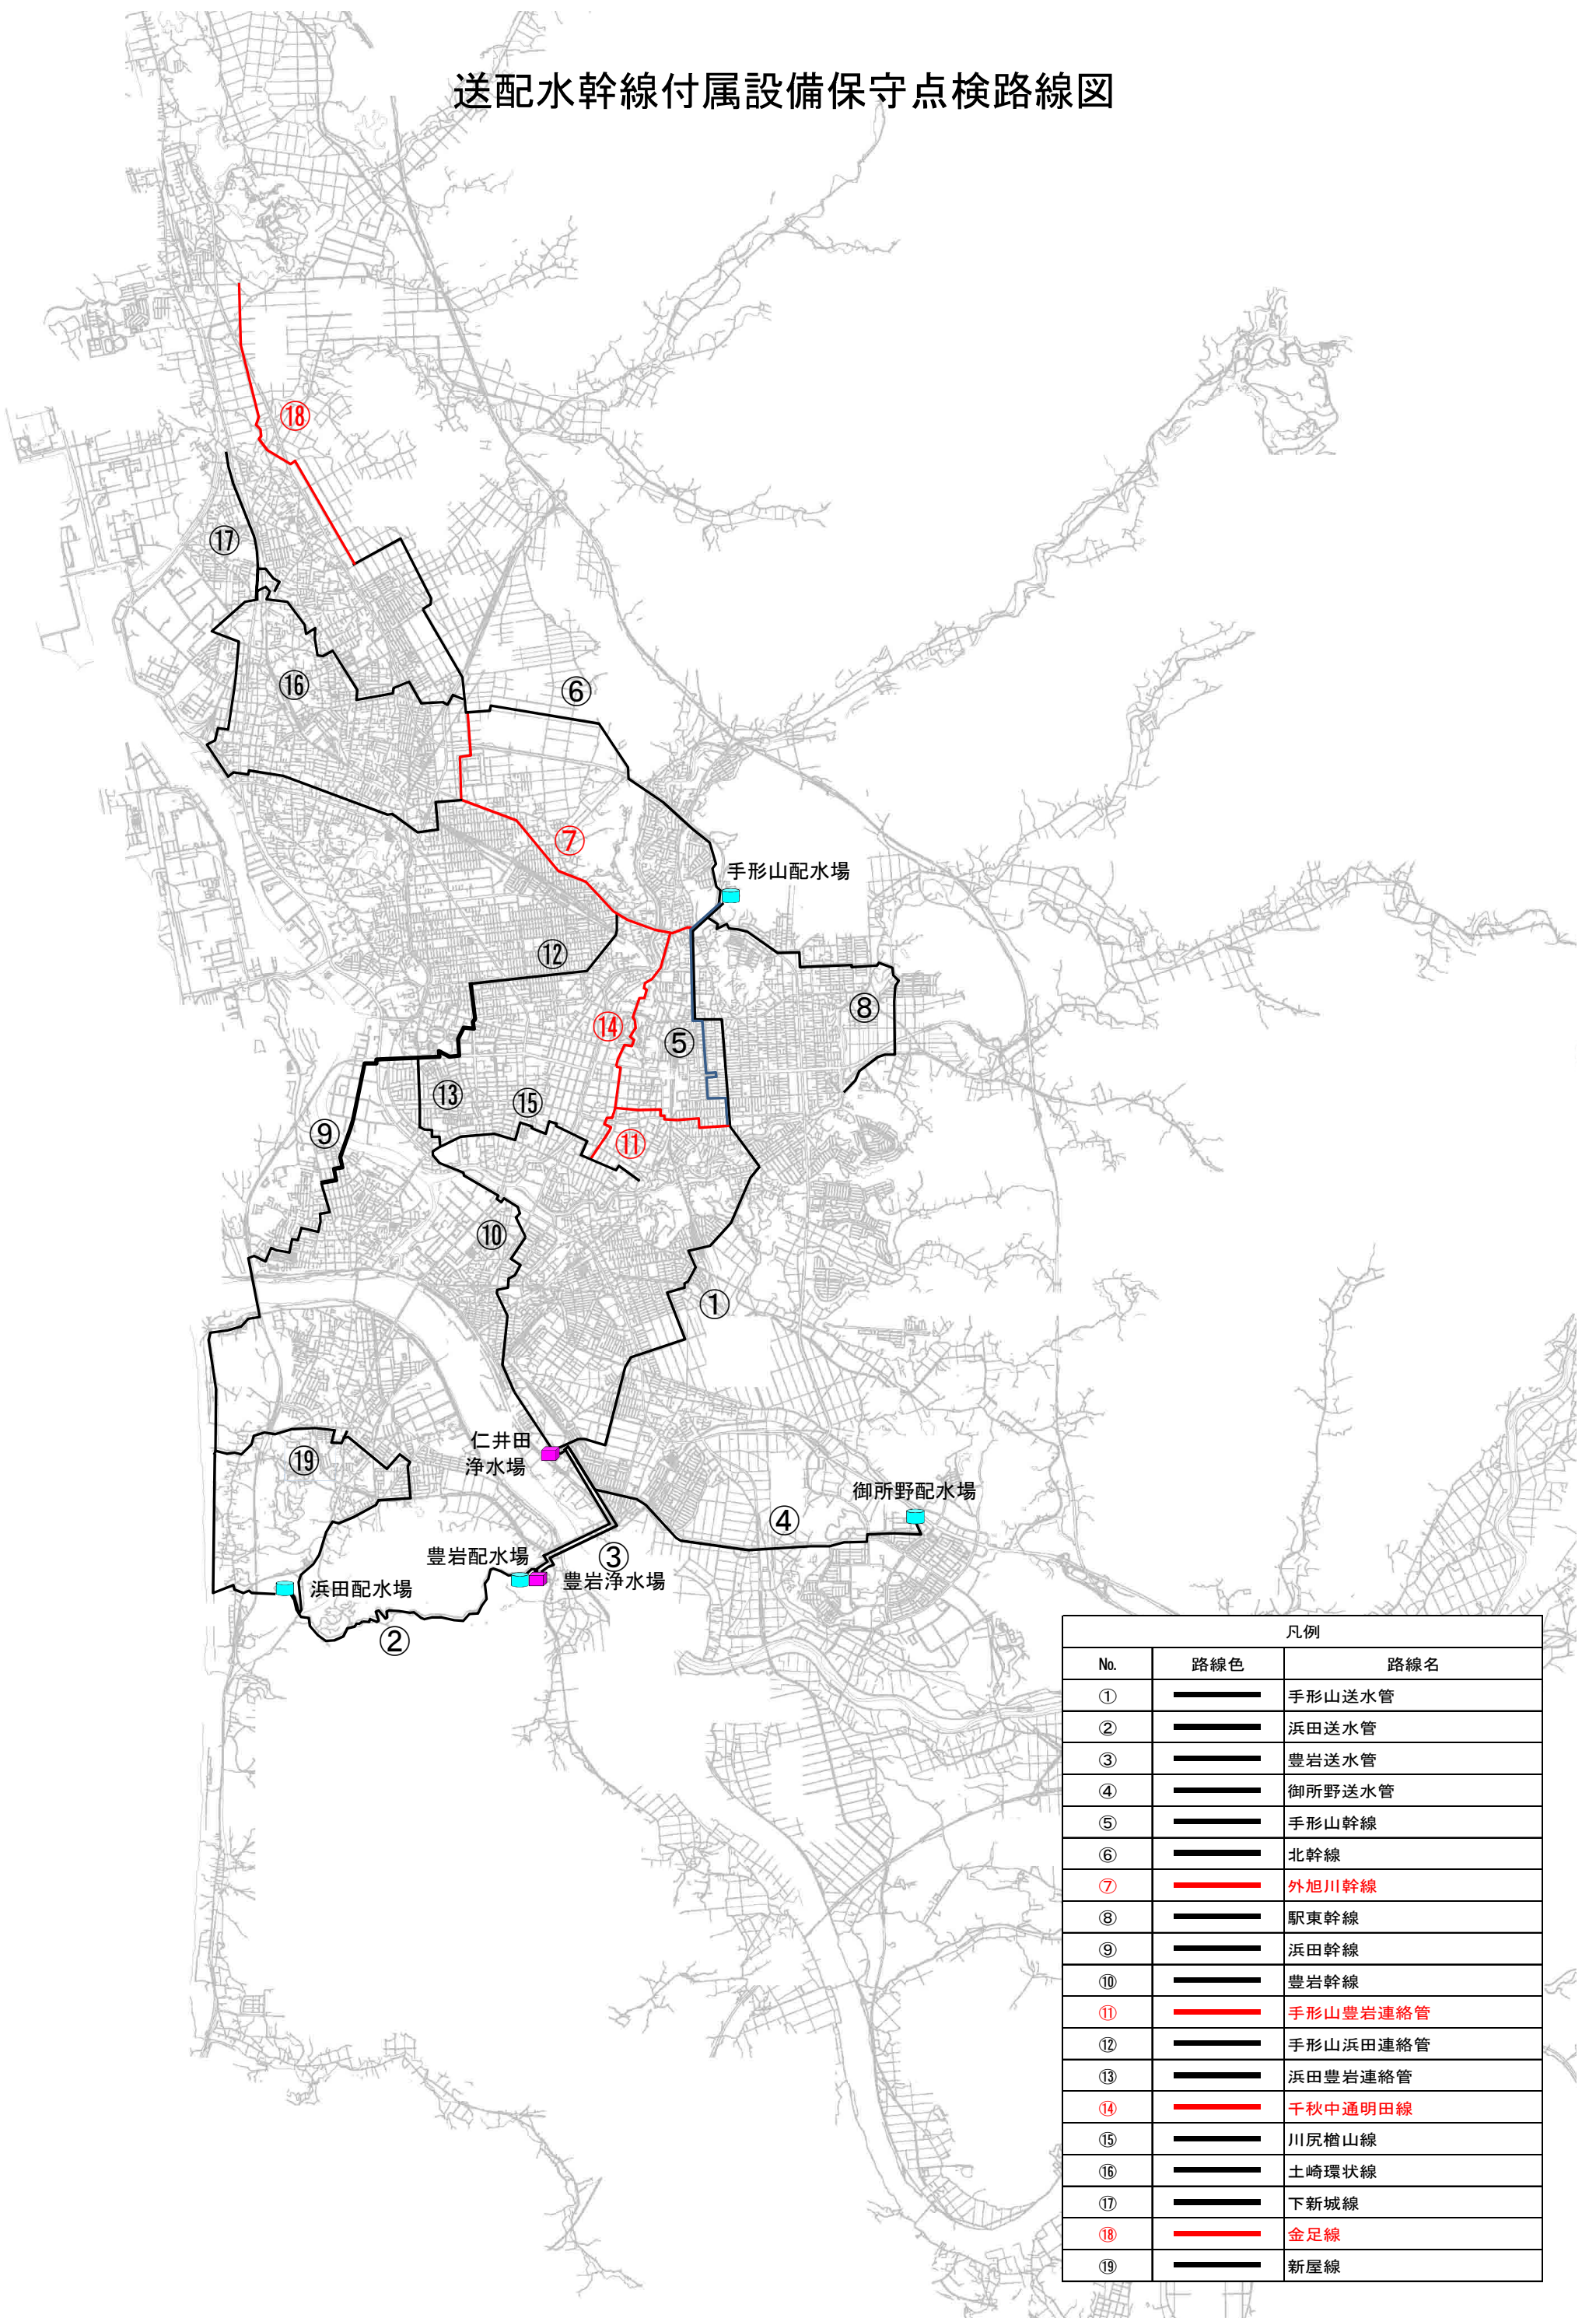 送配水幹線付属設備保守点検路線図
⑱
⑰
⑯
⑥
⑦
手形山配水場
⑫
⑧
⑭
⑤
⑬
⑮
⑨
⑪
⑩
①
仁井田
浄水場
⑲
御所野配水場
④
豊岩配水場
③
豊岩浄水場
浜田配水場
②
凡例
No. 路線色 路線名
① 手形山送水管
② 浜田送水管
③ 豊岩送水管
④ 御所野送水管
⑤ 手形山幹線
⑥ 北幹線
⑦ 外旭川幹線
⑧ 駅東幹線
⑨ 浜田幹線
⑩ 豊岩幹線
⑪ 手形山豊岩連絡管
⑫ 手形山浜田連絡管
⑬ 浜田豊岩連絡管
⑭ 千秋中通明田線
⑮ 川尻楢山線
⑯ 土崎環状線
⑰ 下新城線
⑱ 金足線
⑲ 新屋線